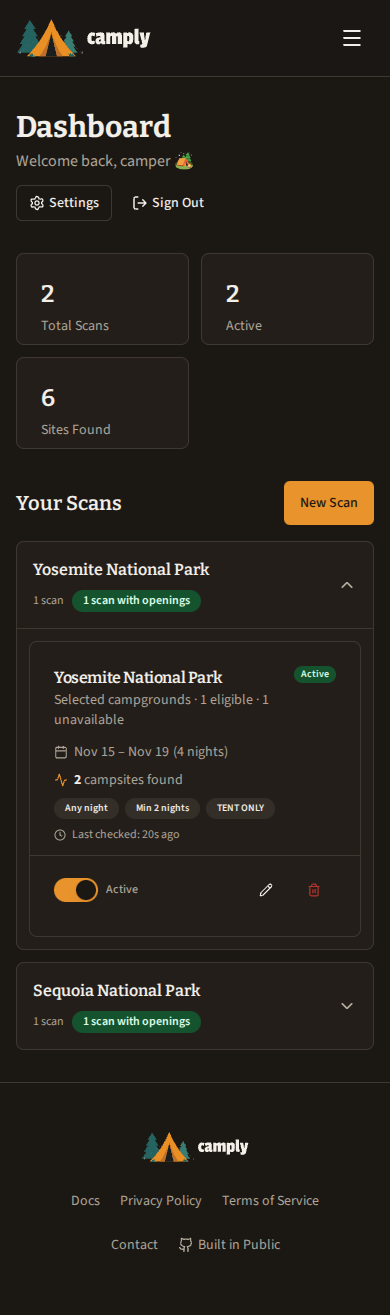 camply
Dashboard
Welcome back, camper 🏕️
Settings
Sign Out
2
Total Scans
2
Active
6
Sites Found
Your Scans
New Scan
Yosemite National Park
1 scan
1 scan with openings
Yosemite National Park
Active
Selected campgrounds · 1 eligible · 1
unavailable
Nov 15 – Nov 19 (4 nights)
2 campsites found
Any night
Min 2 nights
TENT ONLY
Last checked: 20s ago
Active
Sequoia National Park
1 scan
1 scan with openings
camply
Docs
Privacy Policy
Terms of Service
Contact
Built in Public